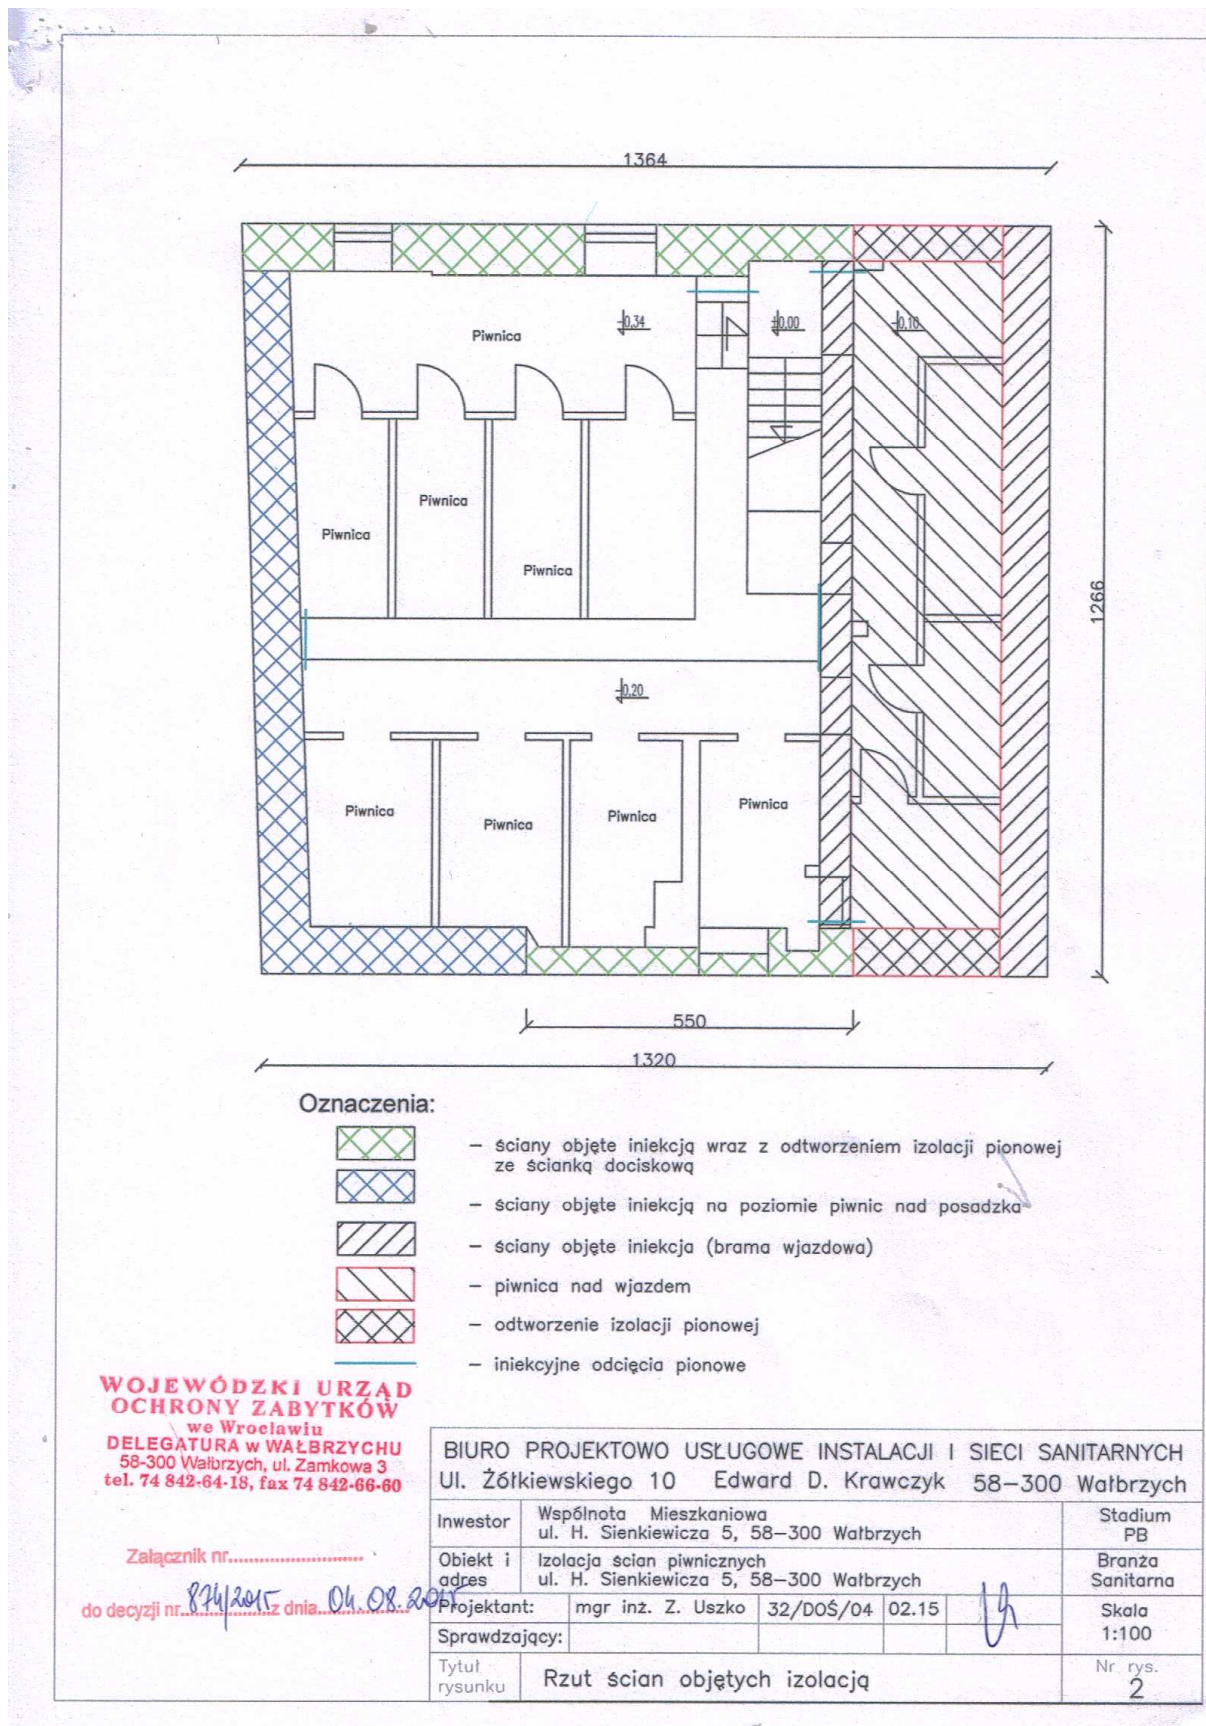 1364
-0,34
±0,00
-0,10
Piwnica
Piwnica
Piwnica
Piwnica
1266
-0,20
Piwnica
Piwnica
Piwnica
Piwnica
550
1320
Oznaczenia:
– ściany objęte iniekcją wraz z odtworzeniem izolacji pionowej
ze ścianką dociskową
– ściany objęte iniekcją na poziomie piwnic nad posadzka
– ściany objęte iniekcja (brama wjazdowa)
– piwnica nad wjazdem
– odtworzenie izolacji pionowej
– iniekcyjne odcięcia pionowe
WOJEWÓDZKI URZĄD
OCHRONY ZABYTKÓW
we Wrocławiu
DELEGATURA w WAŁBRZYCHU
58-300 Wałbrzych, ul. Zamkowa 3
tel. 74 842-64-18, fax 74 842-66-60
Załącznik nr..........................
do decyzji nr 874/2015 z dnia 04.08.2015
BIURO PROJEKTOWO USŁUGOWE INSTALACJI I SIECI SANITARNYCH
Ul. Żółkiewskiego 10 Edward D. Krawczyk 58–300 Wałbrzych
Inwestor
Wspólnota Mieszkaniowa
ul. H. Sienkiewicza 5, 58–300 Wałbrzych
Stadium
PB
Obiekt i
adres
Izolacja ścian piwnicznych
ul. H. Sienkiewicza 5, 58–300 Wałbrzych
Branża
Sanitarna
Projektant: mgr inż. Z. Uszko 32/DOŚ/04 02.15
Sprawdzający:
Skala
1:100
Tytuł
rysunku
Rzut ścian objętych izolacją
Nr rys.
2